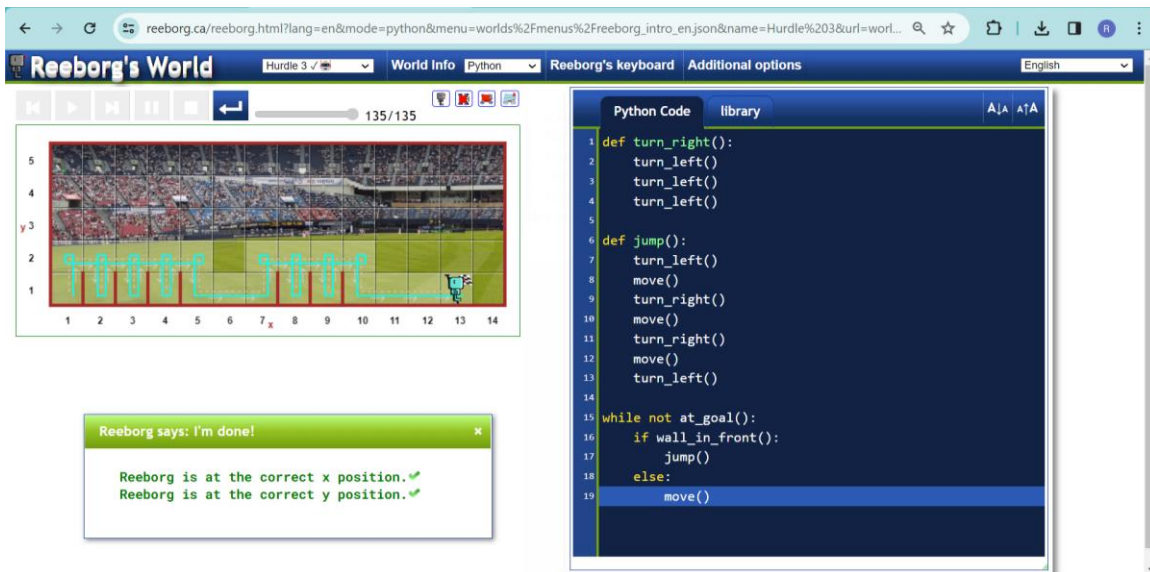 reeborg.ca/reeborg.html?lang=en&mode=python&menu=worlds%2Fmenus%2Freeborg_intro_en.json&name=Hurdle%203&url=worl...
R
Reeborg's World
Hurdle 3 ✓
World Info
Python
Reeborg's keyboard
Additional options
English
135/135
Python Code
library
A↓A A↑A
5
4
y 3
2
1
1 2 3 4 5 6 7 x 8 9 10 11 12 13 14
1 def turn_right():
2     turn_left()
3     turn_left()
4     turn_left()
5
6 def jump():
7     turn_left()
8     move()
9     turn_right()
10     move()
11     turn_right()
12     move()
13     turn_left()
14
15 while not at_goal():
16     if wall_in_front():
17         jump()
18     else:
19         move()
Reeborg says: I'm done! ×
Reeborg is at the correct x position.✔
Reeborg is at the correct y position.✔